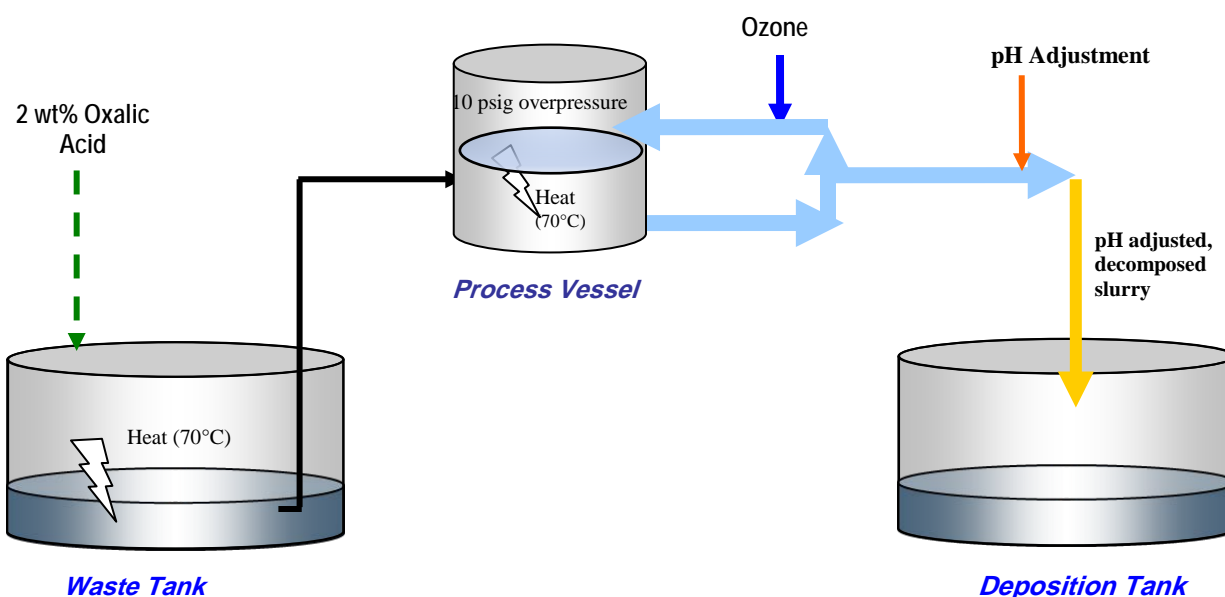 Ozone
pH Adjustment
2 wt% Oxalic
Acid
10 psig overpressure
Heat
(70°C)
pH adjusted,
decomposed
slurry
Process Vessel
Heat (70°C)
Waste Tank
Deposition Tank